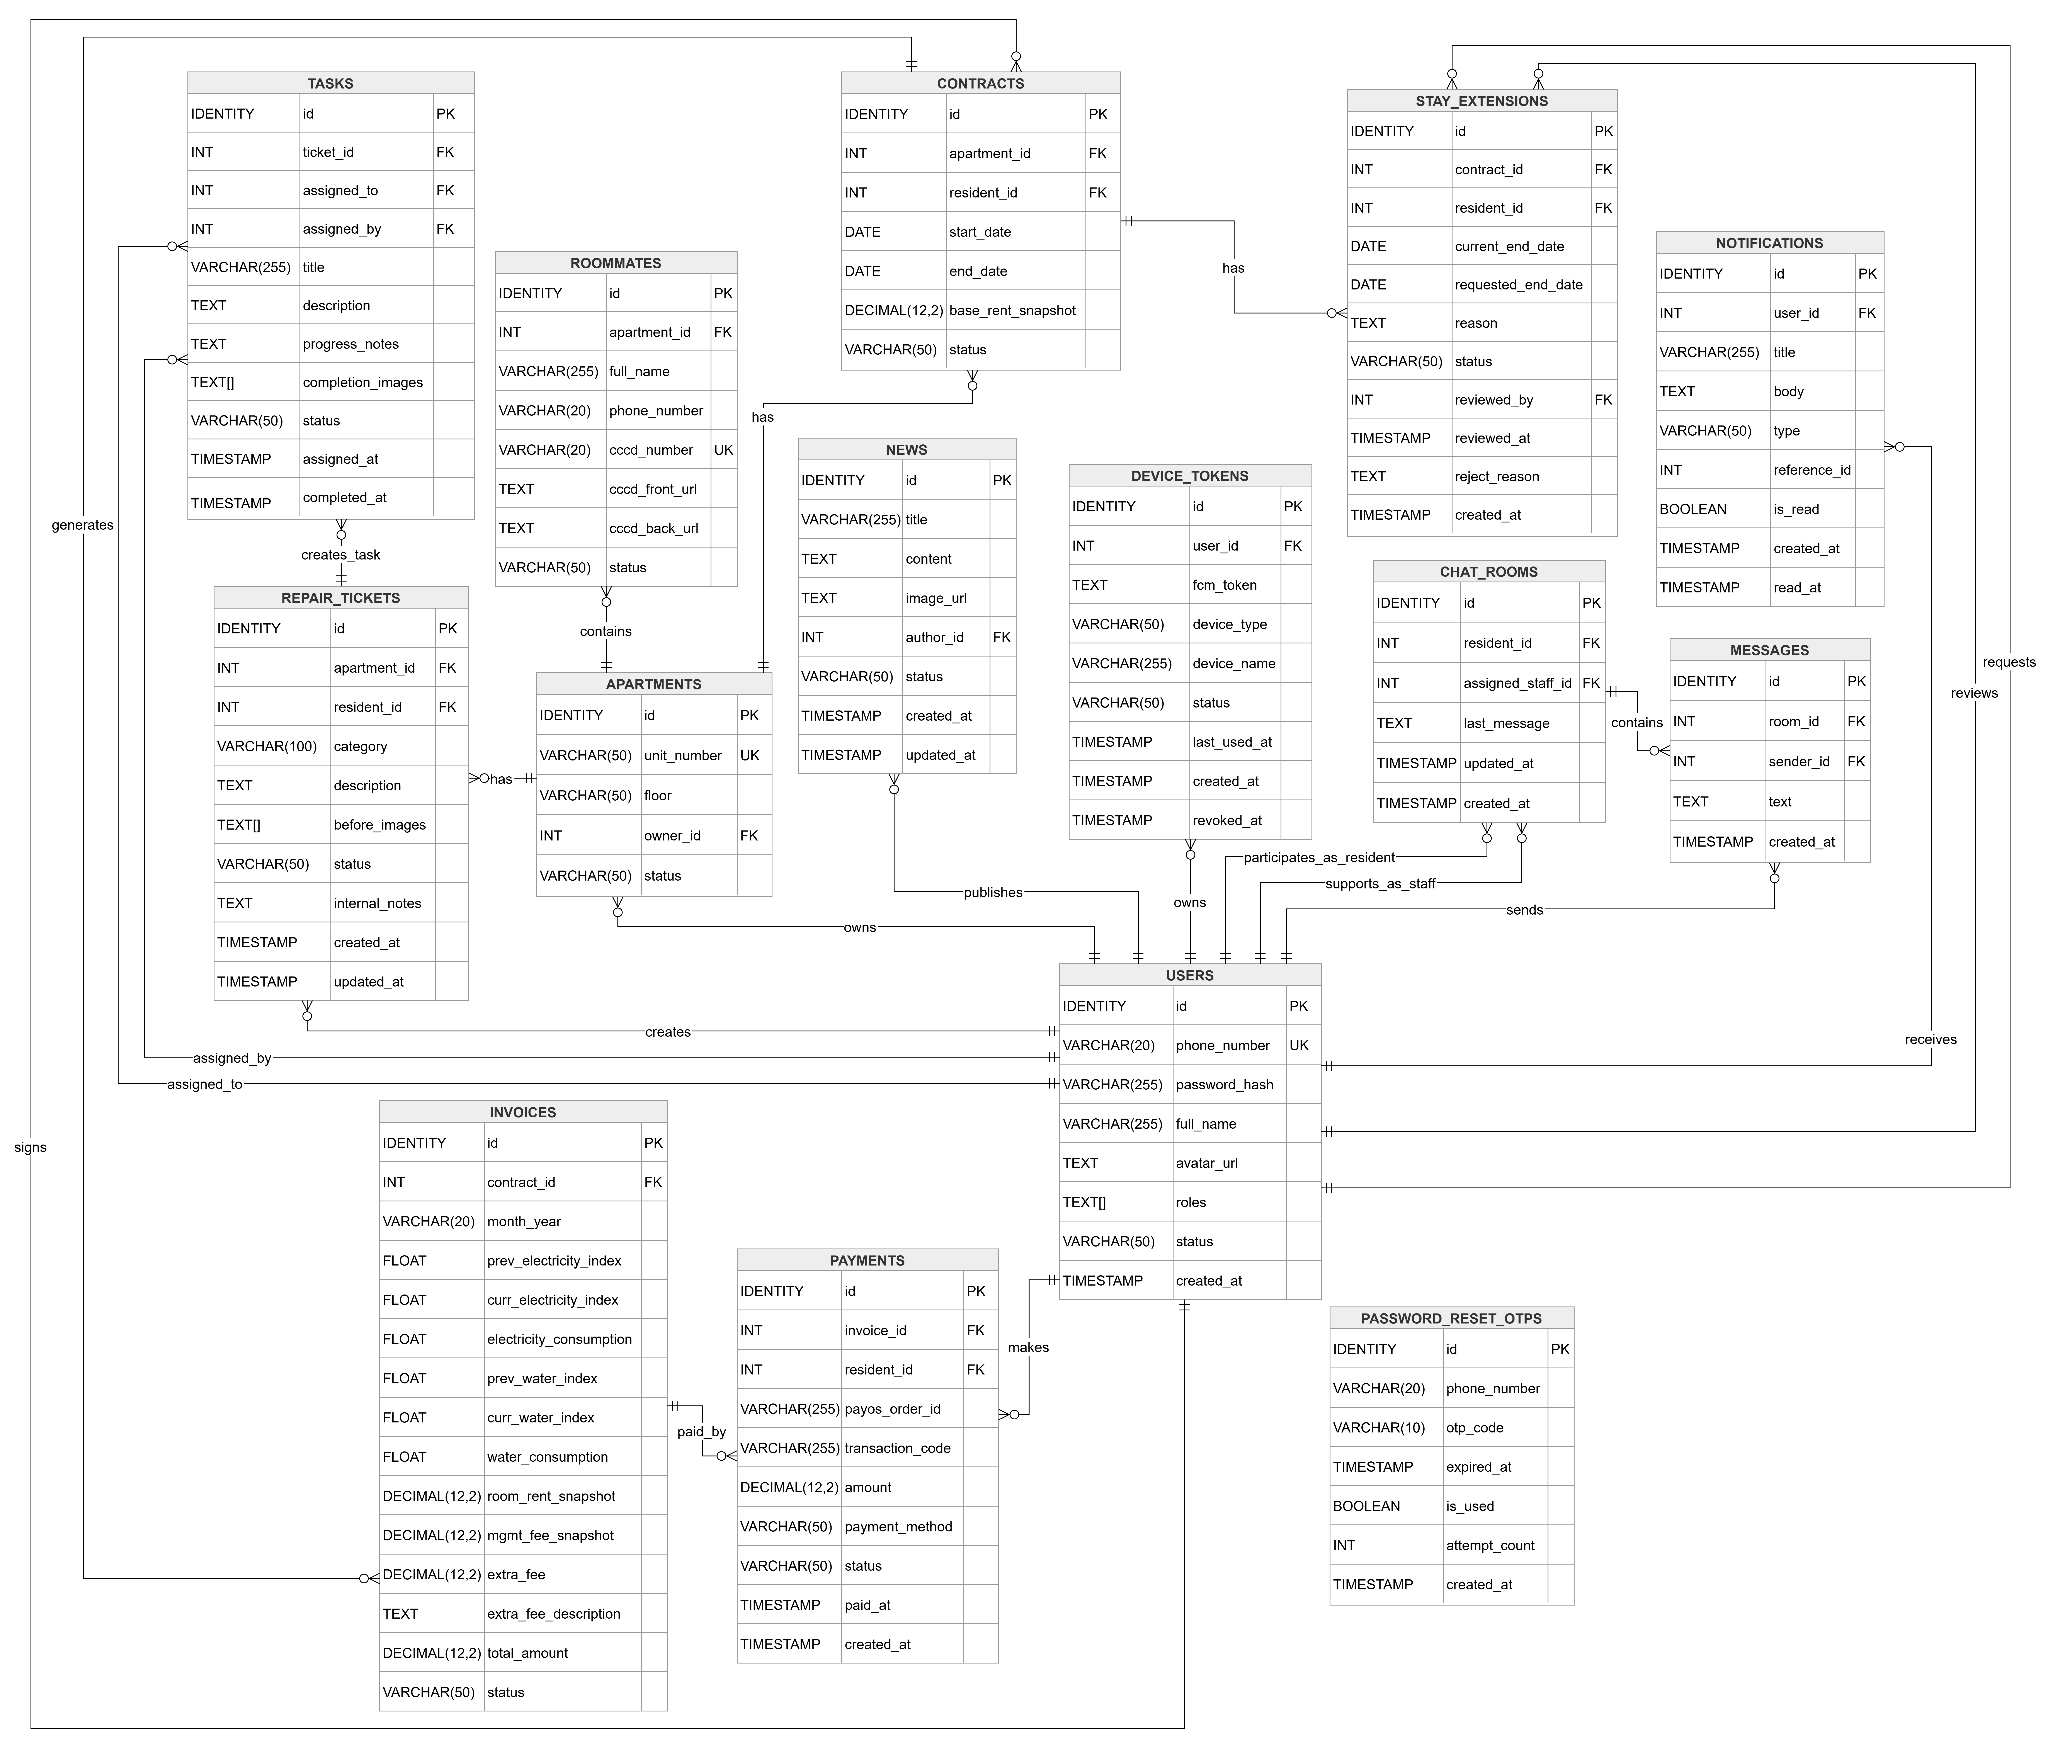 TASKS
IDENTITY id PK
INT ticket_id FK
INT assigned_to FK
INT assigned_by FK
VARCHAR(255) title
TEXT description
TEXT progress_notes
TEXT[] completion_images
VARCHAR(50) status
TIMESTAMP assigned_at
TIMESTAMP completed_at
CONTRACTS
IDENTITY id PK
INT apartment_id FK
INT resident_id FK
DATE start_date
DATE end_date
DECIMAL(12,2) base_rent_snapshot
VARCHAR(50) status
STAY_EXTENSIONS
IDENTITY id PK
INT contract_id FK
INT resident_id FK
DATE current_end_date
DATE requested_end_date
TEXT reason
VARCHAR(50) status
INT reviewed_by FK
TIMESTAMP reviewed_at
TEXT reject_reason
TIMESTAMP created_at
NOTIFICATIONS
IDENTITY id PK
INT user_id FK
VARCHAR(255) title
TEXT body
VARCHAR(50) type
INT reference_id
BOOLEAN is_read
TIMESTAMP created_at
TIMESTAMP read_at
ROOMMATES
IDENTITY id PK
INT apartment_id FK
VARCHAR(255) full_name
VARCHAR(20) phone_number
VARCHAR(20) cccd_number UK
TEXT cccd_front_url
TEXT cccd_back_url
VARCHAR(50) status
has
has
NEWS
IDENTITY id PK
VARCHAR(255) title
TEXT content
TEXT image_url
INT author_id FK
VARCHAR(50) status
TIMESTAMP created_at
TIMESTAMP updated_at
DEVICE_TOKENS
IDENTITY id PK
INT user_id FK
TEXT fcm_token
VARCHAR(50) device_type
VARCHAR(255) device_name
VARCHAR(50) status
TIMESTAMP last_used_at
TIMESTAMP created_at
TIMESTAMP revoked_at
CHAT_ROOMS
IDENTITY id PK
INT resident_id FK
INT assigned_staff_id FK
TEXT last_message
TIMESTAMP updated_at
TIMESTAMP created_at
MESSAGES
IDENTITY id PK
INT room_id FK
INT sender_id FK
TEXT text
TIMESTAMP created_at
generates
creates_task
contains
contains
requests
reviews
REPAIR_TICKETS
IDENTITY id PK
INT apartment_id FK
INT resident_id FK
VARCHAR(100) category
TEXT description
TEXT[] before_images
VARCHAR(50) status
TEXT internal_notes
TIMESTAMP created_at
TIMESTAMP updated_at
has
APARTMENTS
IDENTITY id PK
VARCHAR(50) unit_number UK
VARCHAR(50) floor
INT owner_id FK
VARCHAR(50) status
participates_as_resident
supports_as_staff
publishes
owns
sends
owns
USERS
IDENTITY id PK
VARCHAR(20) phone_number UK
VARCHAR(255) password_hash
VARCHAR(255) full_name
TEXT avatar_url
TEXT[] roles
VARCHAR(50) status
TIMESTAMP created_at
creates
receives
assigned_by
assigned_to
signs
INVOICES
IDENTITY id PK
INT contract_id FK
VARCHAR(20) month_year
FLOAT prev_electricity_index
FLOAT curr_electricity_index
FLOAT electricity_consumption
FLOAT prev_water_index
FLOAT curr_water_index
FLOAT water_consumption
DECIMAL(12,2) room_rent_snapshot
DECIMAL(12,2) mgmt_fee_snapshot
DECIMAL(12,2) extra_fee
TEXT extra_fee_description
DECIMAL(12,2) total_amount
VARCHAR(50) status
paid_by
PAYMENTS
IDENTITY id PK
INT invoice_id FK
INT resident_id FK
VARCHAR(255) payos_order_id
VARCHAR(255) transaction_code
DECIMAL(12,2) amount
VARCHAR(50) payment_method
VARCHAR(50) status
TIMESTAMP paid_at
TIMESTAMP created_at
makes
PASSWORD_RESET_OTPS
IDENTITY id PK
VARCHAR(20) phone_number
VARCHAR(10) otp_code
TIMESTAMP expired_at
BOOLEAN is_used
INT attempt_count
TIMESTAMP created_at